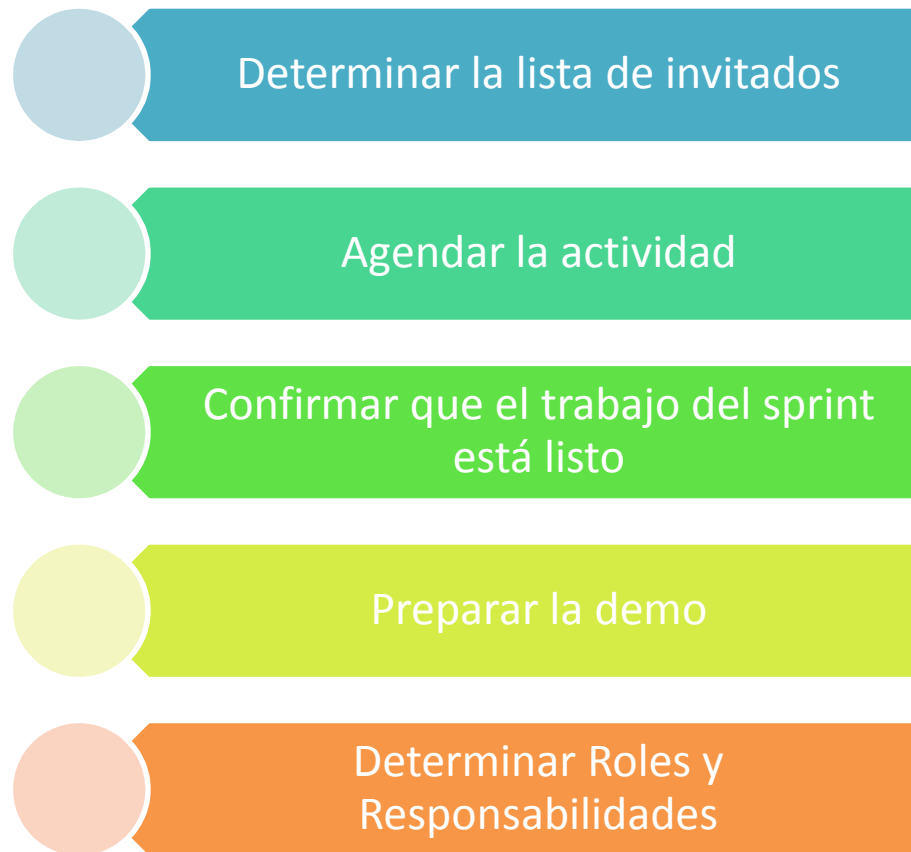 Determinar la lista de invitados
Agendar la actividad
Confirmar que el trabajo del sprint
está listo
Preparar la demo
Determinar Roles y
Responsabilidades